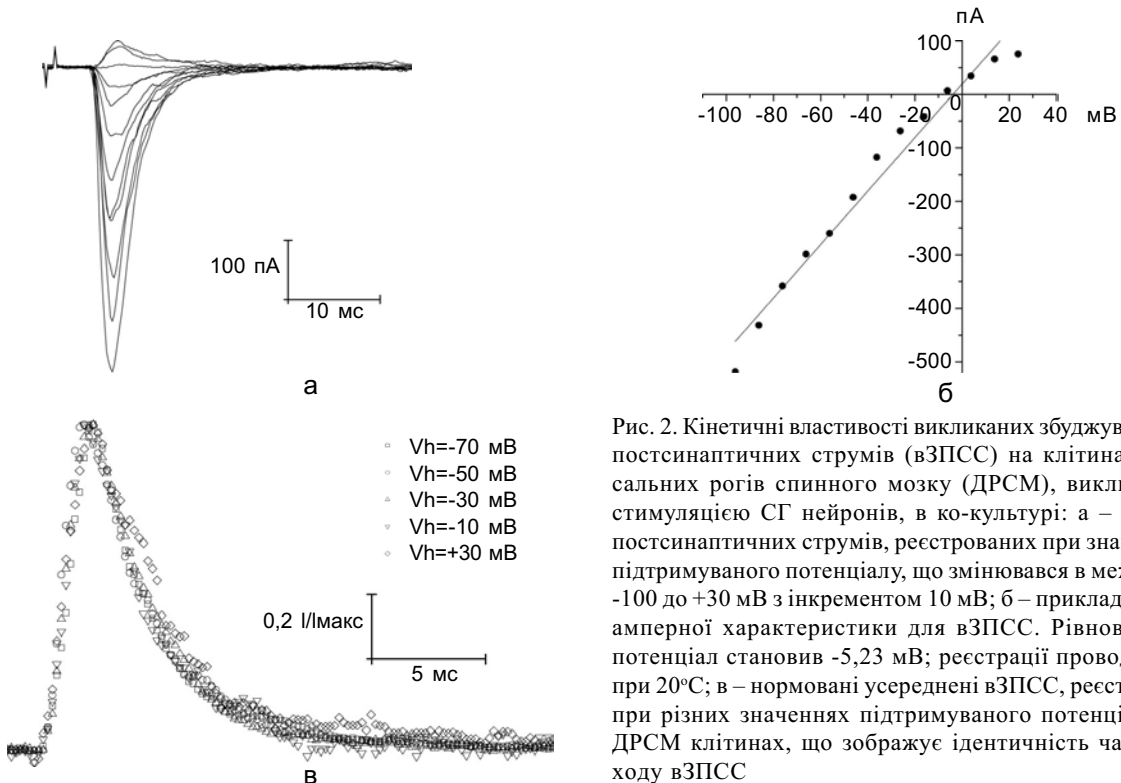 100 пА
10 мс
а
пА
100
-100 -80 -60 -40 -20 0 20 40 мВ
-100
-200
-300
-400
-500
б
Vh=-70 мВ
Vh=-50 мВ
Vh=-30 мВ
Vh=-10 мВ
Vh=+30 мВ
0,2 I/Iмакс
5 мс
в
Рис. 2. Кінетичні властивості викликаних збуджув
постсинаптичних струмів (вЗПСС) на клітина
сальних рогів спинного мозку (ДРСМ), викли
стимуляцією СГ нейронів, в ко-культурі: а –
постсинаптичних струмів, реєстрованих при зна
підтримуваного потенціалу, що змінювався в меж
-100 до +30 мВ з інкрементом 10 мВ; б – приклад
амперної характеристики для вЗПСС. Рівнов
потенціал становив -5,23 мВ; реєстрації провод
при 20°С; в – нормовані усереднені вЗПСС, реєст
при різних значеннях підтримуваного потенці
ДРСМ клітинах, що зображує ідентичність ча
ходу вЗПСС